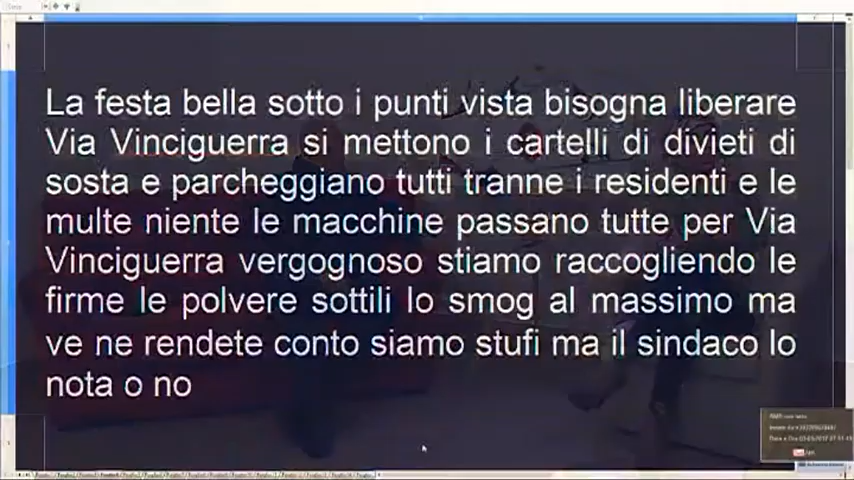 La festa bella sotto i punti vista bisogna liberare
Via Vinciguerra si mettono i cartelli di divieti di
sosta e parcheggiano tutti tranne i residenti e le
multe niente le macchine passano tutte per Via
Vinciguerra vergognoso stiamo raccogliendo le
firme le polvere sottili lo smog al massimo ma
ve ne rendete conto siamo stufi ma il sindaco lo
nota o no